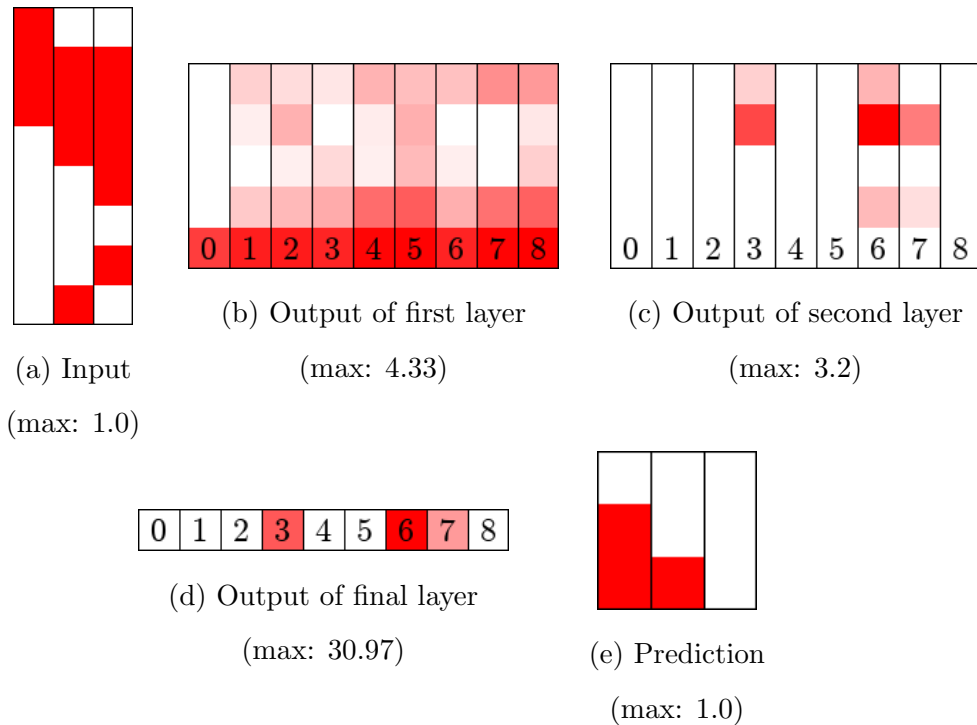 0 1 2 3 4 5 6 7 8
0 1 2 3 4 5 6 7 8
(b) Output of first layer
(max: 4.33)
(c) Output of second layer
(max: 3.2)
(a) Input
(max: 1.0)
0 1 2 3 4 5 6 7 8
(d) Output of final layer
(max: 30.97)
(e) Prediction
(max: 1.0)